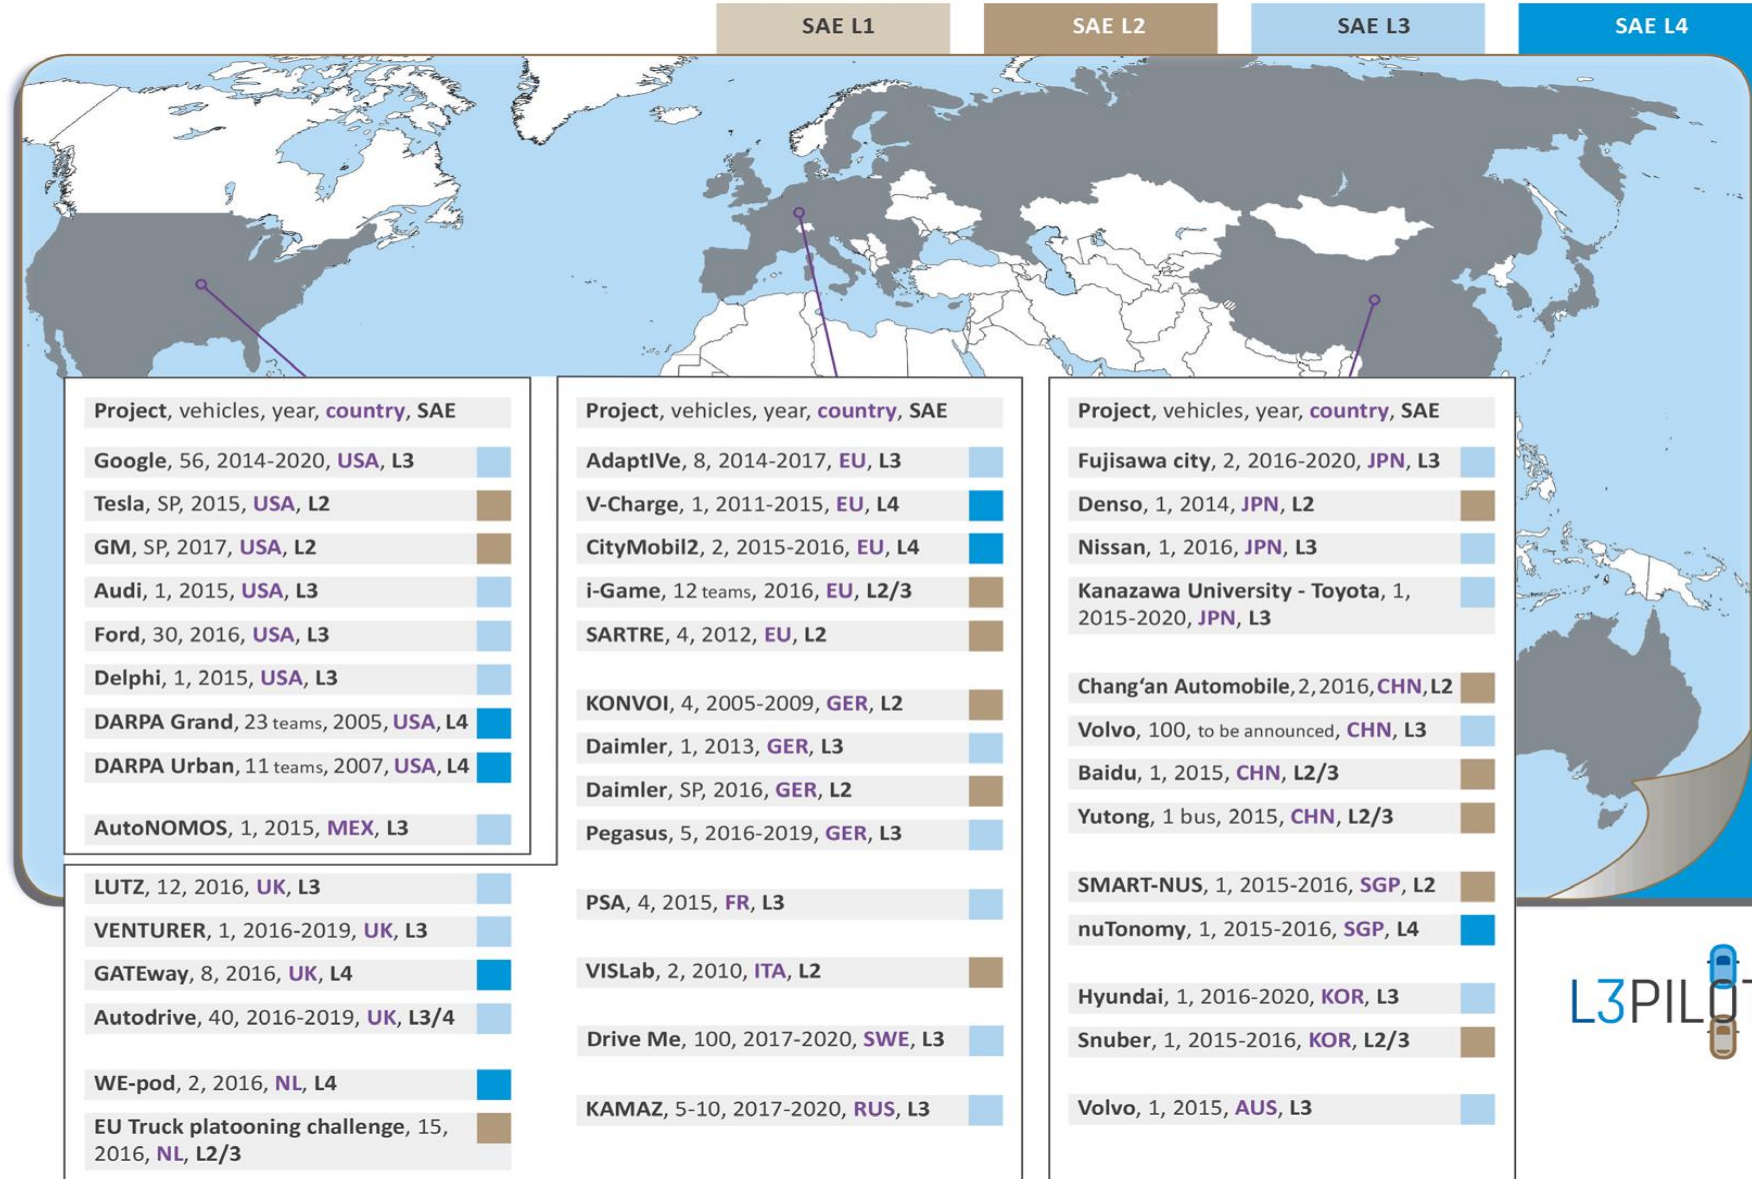 SAE L1
SAE L2
SAE L3
SAE L4
Project, vehicles, year, country, SAE
Google, 56, 2014-2020, USA, L3
Tesla, SP, 2015, USA, L2
GM, SP, 2017, USA, L2
Audi, 1, 2015, USA, L3
Ford, 30, 2016, USA, L3
Delphi, 1, 2015, USA, L3
DARPA Grand, 23 teams, 2005, USA, L4
DARPA Urban, 11 teams, 2007, USA, L4
AutoNOMOS, 1, 2015, MEX, L3
LUTZ, 12, 2016, UK, L3
VENTURER, 1, 2016-2019, UK, L3
GATEway, 8, 2016, UK, L4
Autodrive, 40, 2016-2019, UK, L3/4
WE-pod, 2, 2016, NL, L4
EU Truck platooning challenge, 15,
2016, NL, L2/3
Project, vehicles, year, country, SAE
AdaptIVe, 8, 2014-2017, EU, L3
V-Charge, 1, 2011-2015, EU, L4
CityMobil2, 2, 2015-2016, EU, L4
i-Game, 12 teams, 2016, EU, L2/3
SARTRE, 4, 2012, EU, L2
KONVOI, 4, 2005-2009, GER, L2
Daimler, 1, 2013, GER, L3
Daimler, SP, 2016, GER, L2
Pegasus, 5, 2016-2019, GER, L3
PSA, 4, 2015, FR, L3
VISLab, 2, 2010, ITA, L2
Drive Me, 100, 2017-2020, SWE, L3
KAMAZ, 5-10, 2017-2020, RUS, L3
Project, vehicles, year, country, SAE
Fujisawa city, 2, 2016-2020, JPN, L3
Denso, 1, 2014, JPN, L2
Nissan, 1, 2016, JPN, L3
Kanazawa University - Toyota, 1,
2015-2020, JPN, L3
Chang‘an Automobile, 2, 2016, CHN, L2
Volvo, 100, to be announced, CHN, L3
Baidu, 1, 2015, CHN, L2/3
Yutong, 1 bus, 2015, CHN, L2/3
SMART-NUS, 1, 2015-2016, SGP, L2
nuTonomy, 1, 2015-2016, SGP, L4
Hyundai, 1, 2016-2020, KOR, L3
Snuber, 1, 2015-2016, KOR, L2/3
Volvo, 1, 2015, AUS, L3
L3PILOT